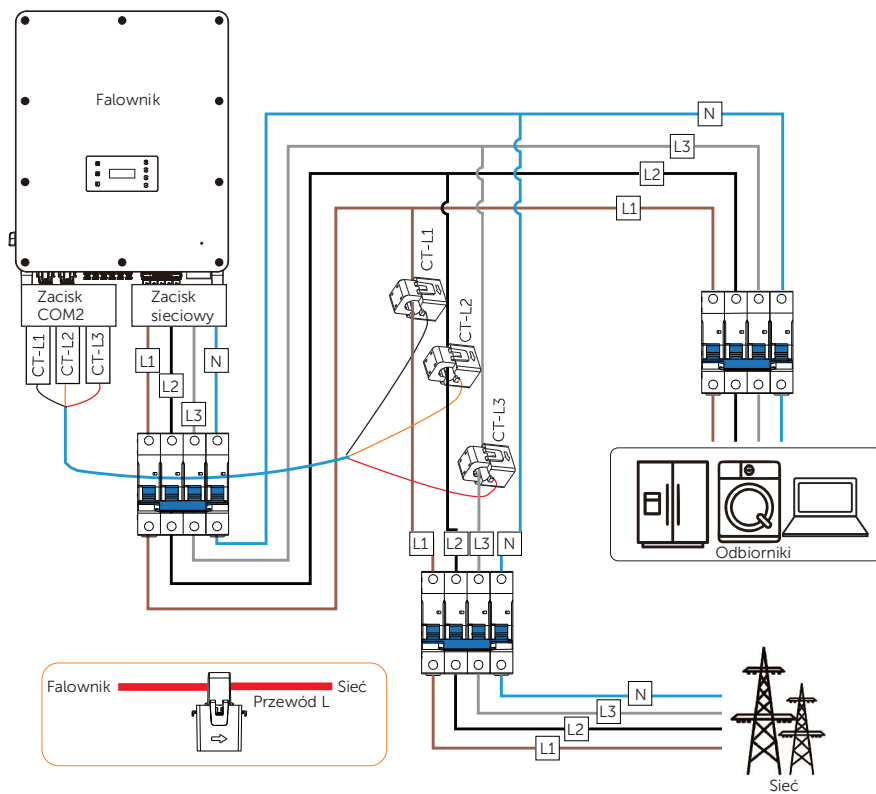 Falownik
N
L3
L2
L1
Zacisk
COM2
Zacisk
sieciowy
CT-L1
CT-L2
CT-L3
L1
L2
L3
N
CT-L1
CT-L2
CT-L3
L1
L2
L3
N
Odbiorniki
Falownik
Sieć
Przewód L
N
L3
L2
L1
Sieć